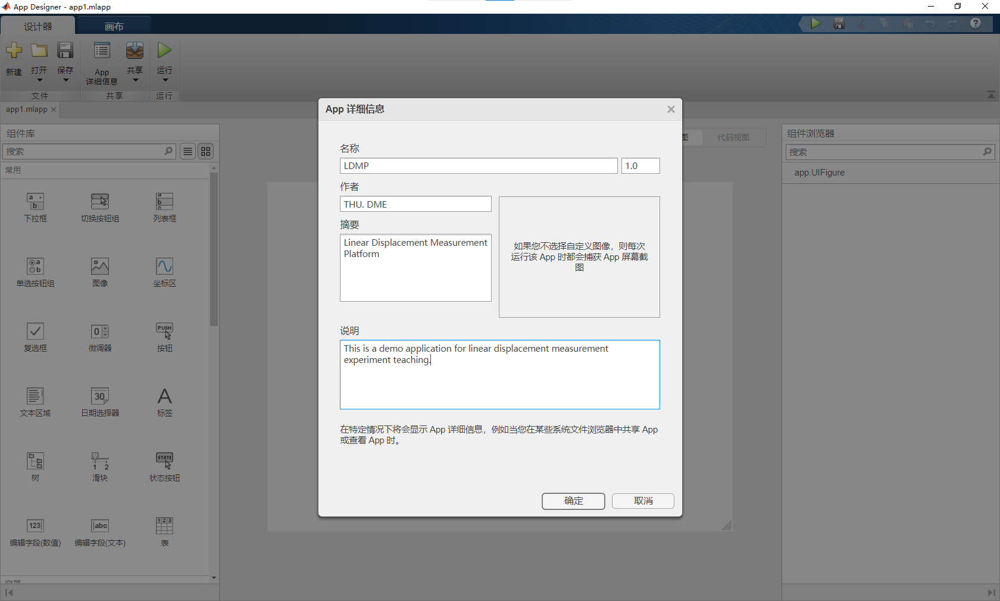 App Designer - app1.mlapp
设计器
画布
新建
打开
保存
App
详细信息
共享
运行
文件
共享
运行
app1.mlapp
组件库
搜索
常用
下拉框
切换按钮组
列表框
单选按钮组
图像
坐标区
复选框
微调器
PUSH
按钮
文本区域
30
日期选择器
A
标签
树
1 2
滑块
STATE
状态按钮
123
编辑字段(数值)
abc
编辑字段(文本)
1 2 3
表
App 详细信息
名称
LDMP
1.0
作者
THU. DME
摘要
Linear Displacement Measurement
Platform
如果您不选择自定义图像，则每次
运行该 App 时都会捕获 App 屏幕截
图
说明
This is a demo application for linear displacement measurement
experiment teaching.
在特定情况下将会显示 App 详细信息，例如当您在某些系统文件浏览器中共享 App
或查看 App 时。
确定
取消
图
代码视图
组件浏览器
搜索
app.UIFigure